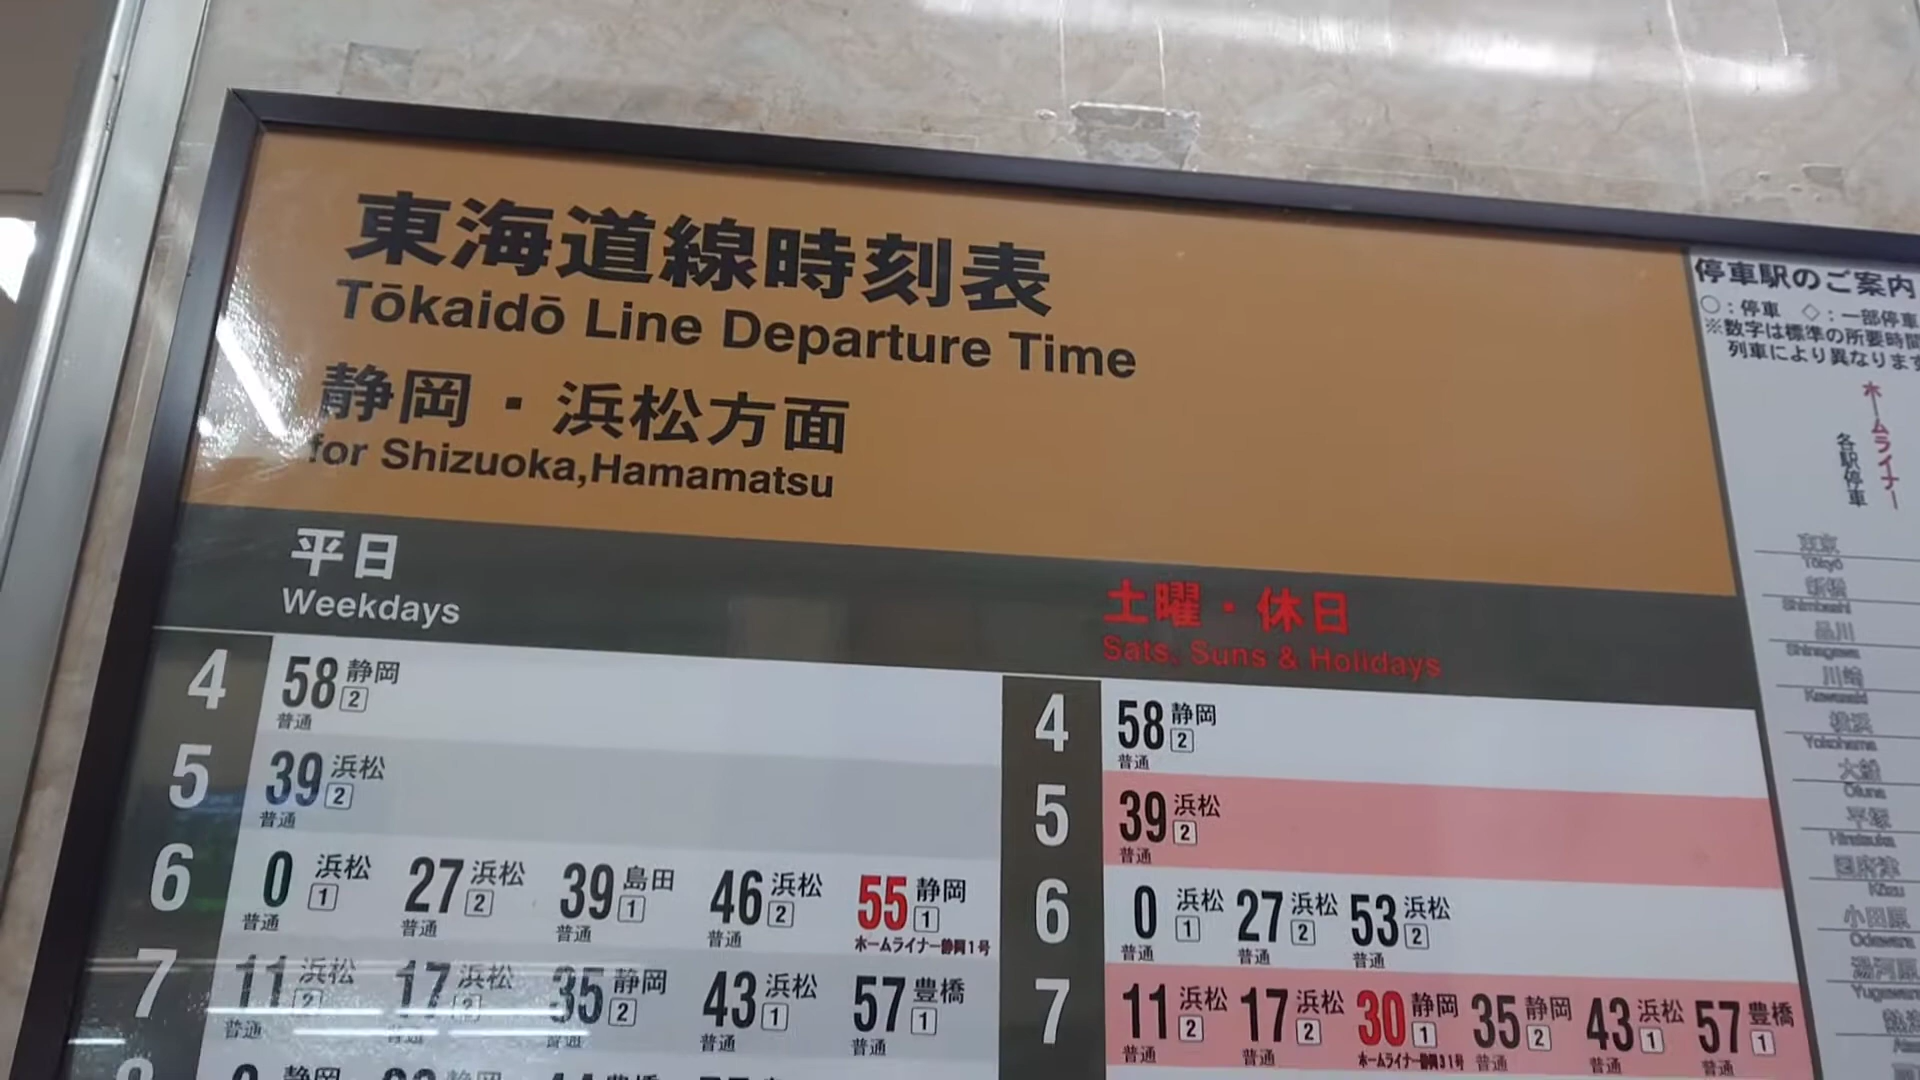 東海道線時刻表
Tōkaidō Line Departure Time
静岡・浜松方面
for Shizuoka,Hamamatsu
平日
Weekdays
4 58 静岡 2 普通
5 39 浜松 2 普通
6 0 浜松 1 普通 27 浜松 2 普通 39 島田 1 普通 46 浜松 2 普通 55 静岡 1 ホームライナー静岡1号
7 11 浜松 2 普通 17 浜松 2 普通 35 静岡 2 普通 43 浜松 1 普通 57 豊橋 1 普通
土曜・休日
Sats, Suns & Holidays
4 58 静岡 2 普通
5 39 浜松 2 普通
6 0 浜松 1 普通 27 浜松 2 普通 53 浜松 2 普通
7 11 浜松 2 普通 17 浜松 2 普通 30 静岡 1 ホームライナー静岡31号 35 静岡 2 普通 43 浜松 1 普通 57 豊橋 1 普通
停車駅のご案内
○：停車 ◇：一部停車
※数字は標準の所要時間
列車により異なります
ホームライナー
各駅停車
東京
Tōkyō
新橋
Shimbashi
品川
Shinagawa
川崎
Kawasaki
横浜
Yokohama
大船
Ōfuna
平塚
Hiratsuka
国府津
Kōzu
小田原
Odawara
湯河原